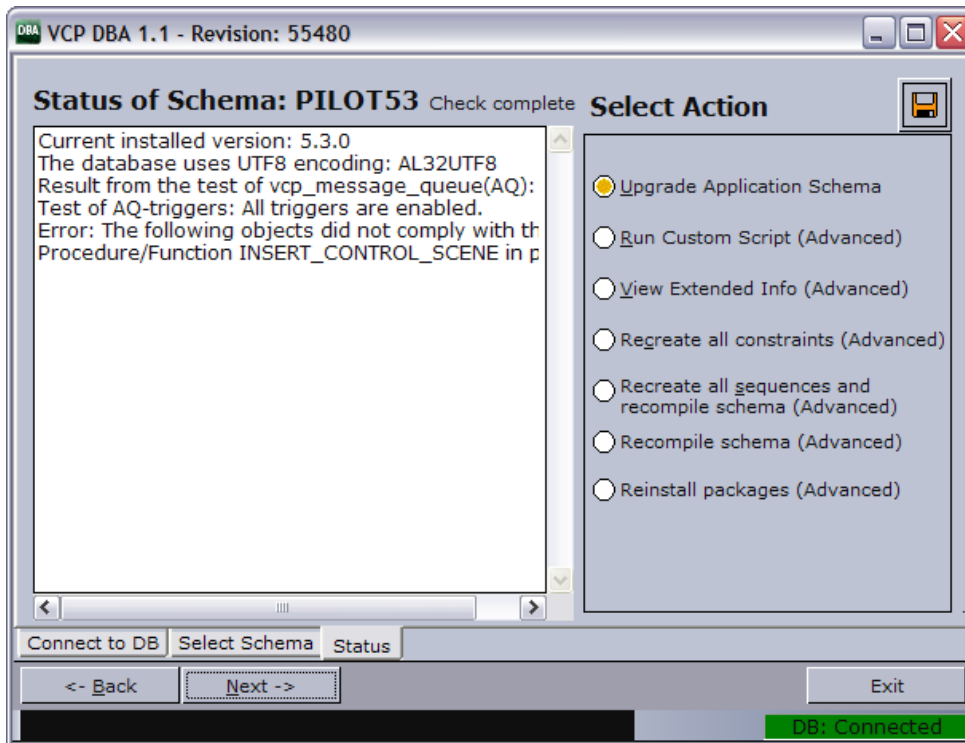 DBA VCP DBA 1.1 - Revision: 55480
Status of Schema: PILOT53 Check complete
Current installed version: 5.3.0
The database uses UTF8 encoding: AL32UTF8
Result from the test of vcp_message_queue(AQ):
Test of AQ-triggers: All triggers are enabled.
Error: The following objects did not comply with th
Procedure/Function INSERT_CONTROL_SCENE in p
Select Action
Upgrade Application Schema
Run Custom Script (Advanced)
View Extended Info (Advanced)
Recreate all constraints (Advanced)
Recreate all sequences and
recompile schema (Advanced)
Recompile schema (Advanced)
Reinstall packages (Advanced)
Connect to DB Select Schema Status
<- Back Next -> Exit
DB: Connected